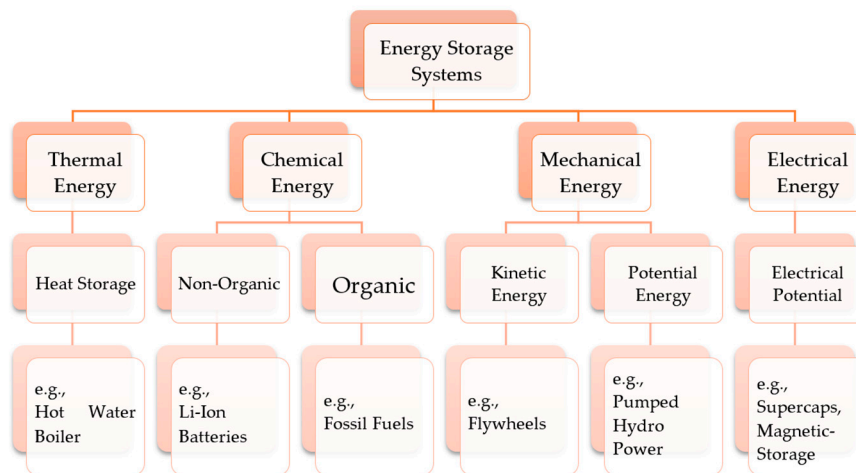 Energy Storage
Systems
Thermal
Energy
Chemical
Energy
Mechanical
Energy
Electrical
Energy
Heat Storage
Non-Organic
Organic
Kinetic
Energy
Potential
Energy
Electrical
Potential
e.g.,
Hot Water
Boiler
e.g.,
Li-Ion
Batteries
e.g.,
Fossil Fuels
e.g.,
Flywheels
e.g.,
Pumped
Hydro
Power
e.g.,
Supercaps,
Magnetic-
Storage